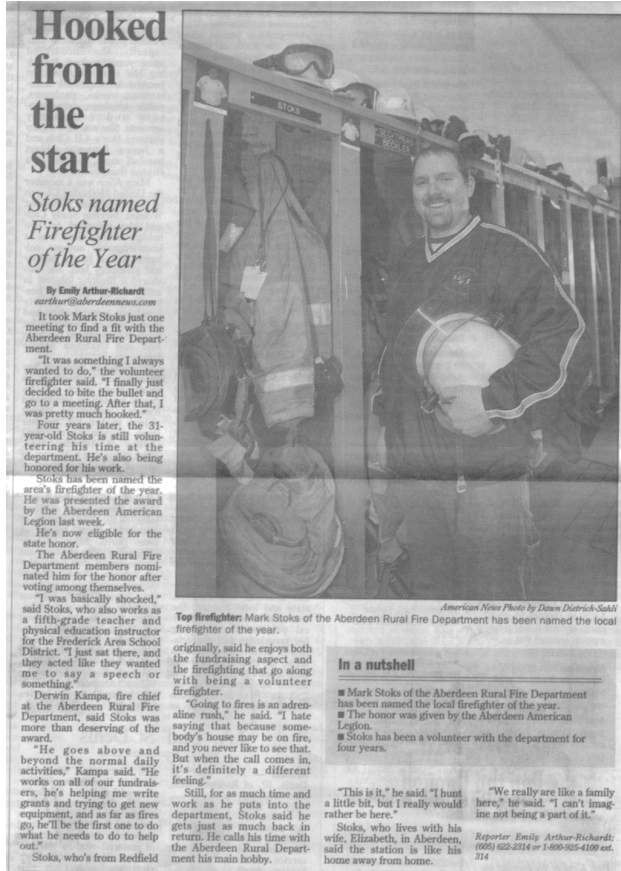 Hooked
from
the
start
Stoks named
Firefighter
of the Year
By Emily Arthur-Richardt
earthur@aberdeennews.com
It took Mark Stoks just one
meeting to find a fit with the
Aberdeen Rural Fire Depart-
ment.
"It was something I always
wanted to do," the volunteer
firefighter said. "I finally just
decided to bite the bullet and
go to a meeting. After that, I
was pretty much hooked."
Four years later, the 31-
year-old Stoks is still volun-
teering his time at the
department. He's also being
honored for his work.
Stoks has been named the
area's firefighter of the year.
He was presented the award
by the Aberdeen American
Legion last week.
He's now eligible for the
state honor.
The Aberdeen Rural Fire
Department members nomi-
nated him for the honor after
voting among themselves.
"I was basically shocked,"
said Stoks, who also works as
a fifth-grade teacher and
physical education instructor
for the Frederick Area School
District. "I just sat there, and
they acted like they wanted
me to say a speech or
something."
Derwin Kampa, fire chief
at the Aberdeen Rural Fire
Department, said Stoks was
more than deserving of the
award.
"He goes above and
beyond the normal daily
activities," Kampa said. "He
works on all of our fundrais-
ers, he's helping me write
grants and trying to get new
equipment, and as far as fires
go, he'll be the first one to do
what he needs to do to help
out."
Stoks, who's from Redfield
STOKS
BECKLER
American News Photo by Dawn Dietrich-Sahli
Top firefighter: Mark Stoks of the Aberdeen Rural Fire Department has been named the local
firefighter of the year.
originally, said he enjoys both
the fundraising aspect and
the firefighting that go along
with being a volunteer
firefighter.
"Going to fires is an adren-
aline rush," he said. "I hate
saying that because some-
body's house may be on fire,
and you never like to see that.
But when the call comes in,
it's definitely a different
feeling."
Still, for as much time and
work as he puts into the
department, Stoks said he
gets just as much back in
return. He calls his time with
the Aberdeen Rural Depart-
ment his main hobby.
In a nutshell
■ Mark Stoks of the Aberdeen Rural Fire Department
has been named the local firefighter of the year.
■ The honor was given by the Aberdeen American
Legion.
■ Stoks has been a volunteer with the department for
four years.
"This is it," he said. "I hunt
a little bit, but I really would
rather be here."
Stoks, who lives with his
wife, Elizabeth, in Aberdeen,
said the station is like his
home away from home.
"We really are like a family
here," he said. "I can't imag-
ine not being a part of it."
Reporter Emily Arthur-Richardt;
(605) 622-2314 or 1-800-925-4100 ext.
314